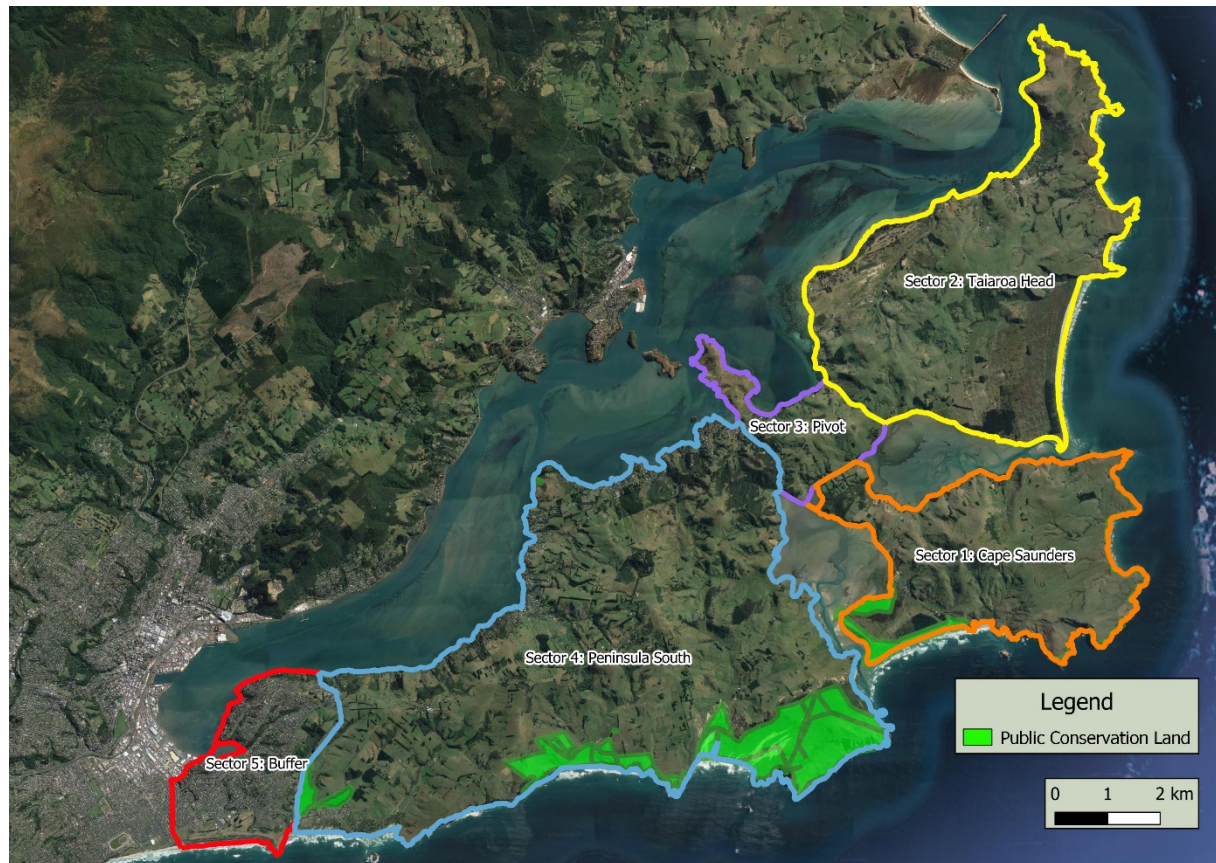 Sector 2: Taiaroa Head
Sector 3: Pivot
Sector 1: Cape Saunders
Sector 4: Peninsula South
Sector 5: Buffer
Legend
Public Conservation Land
0 1 2 km